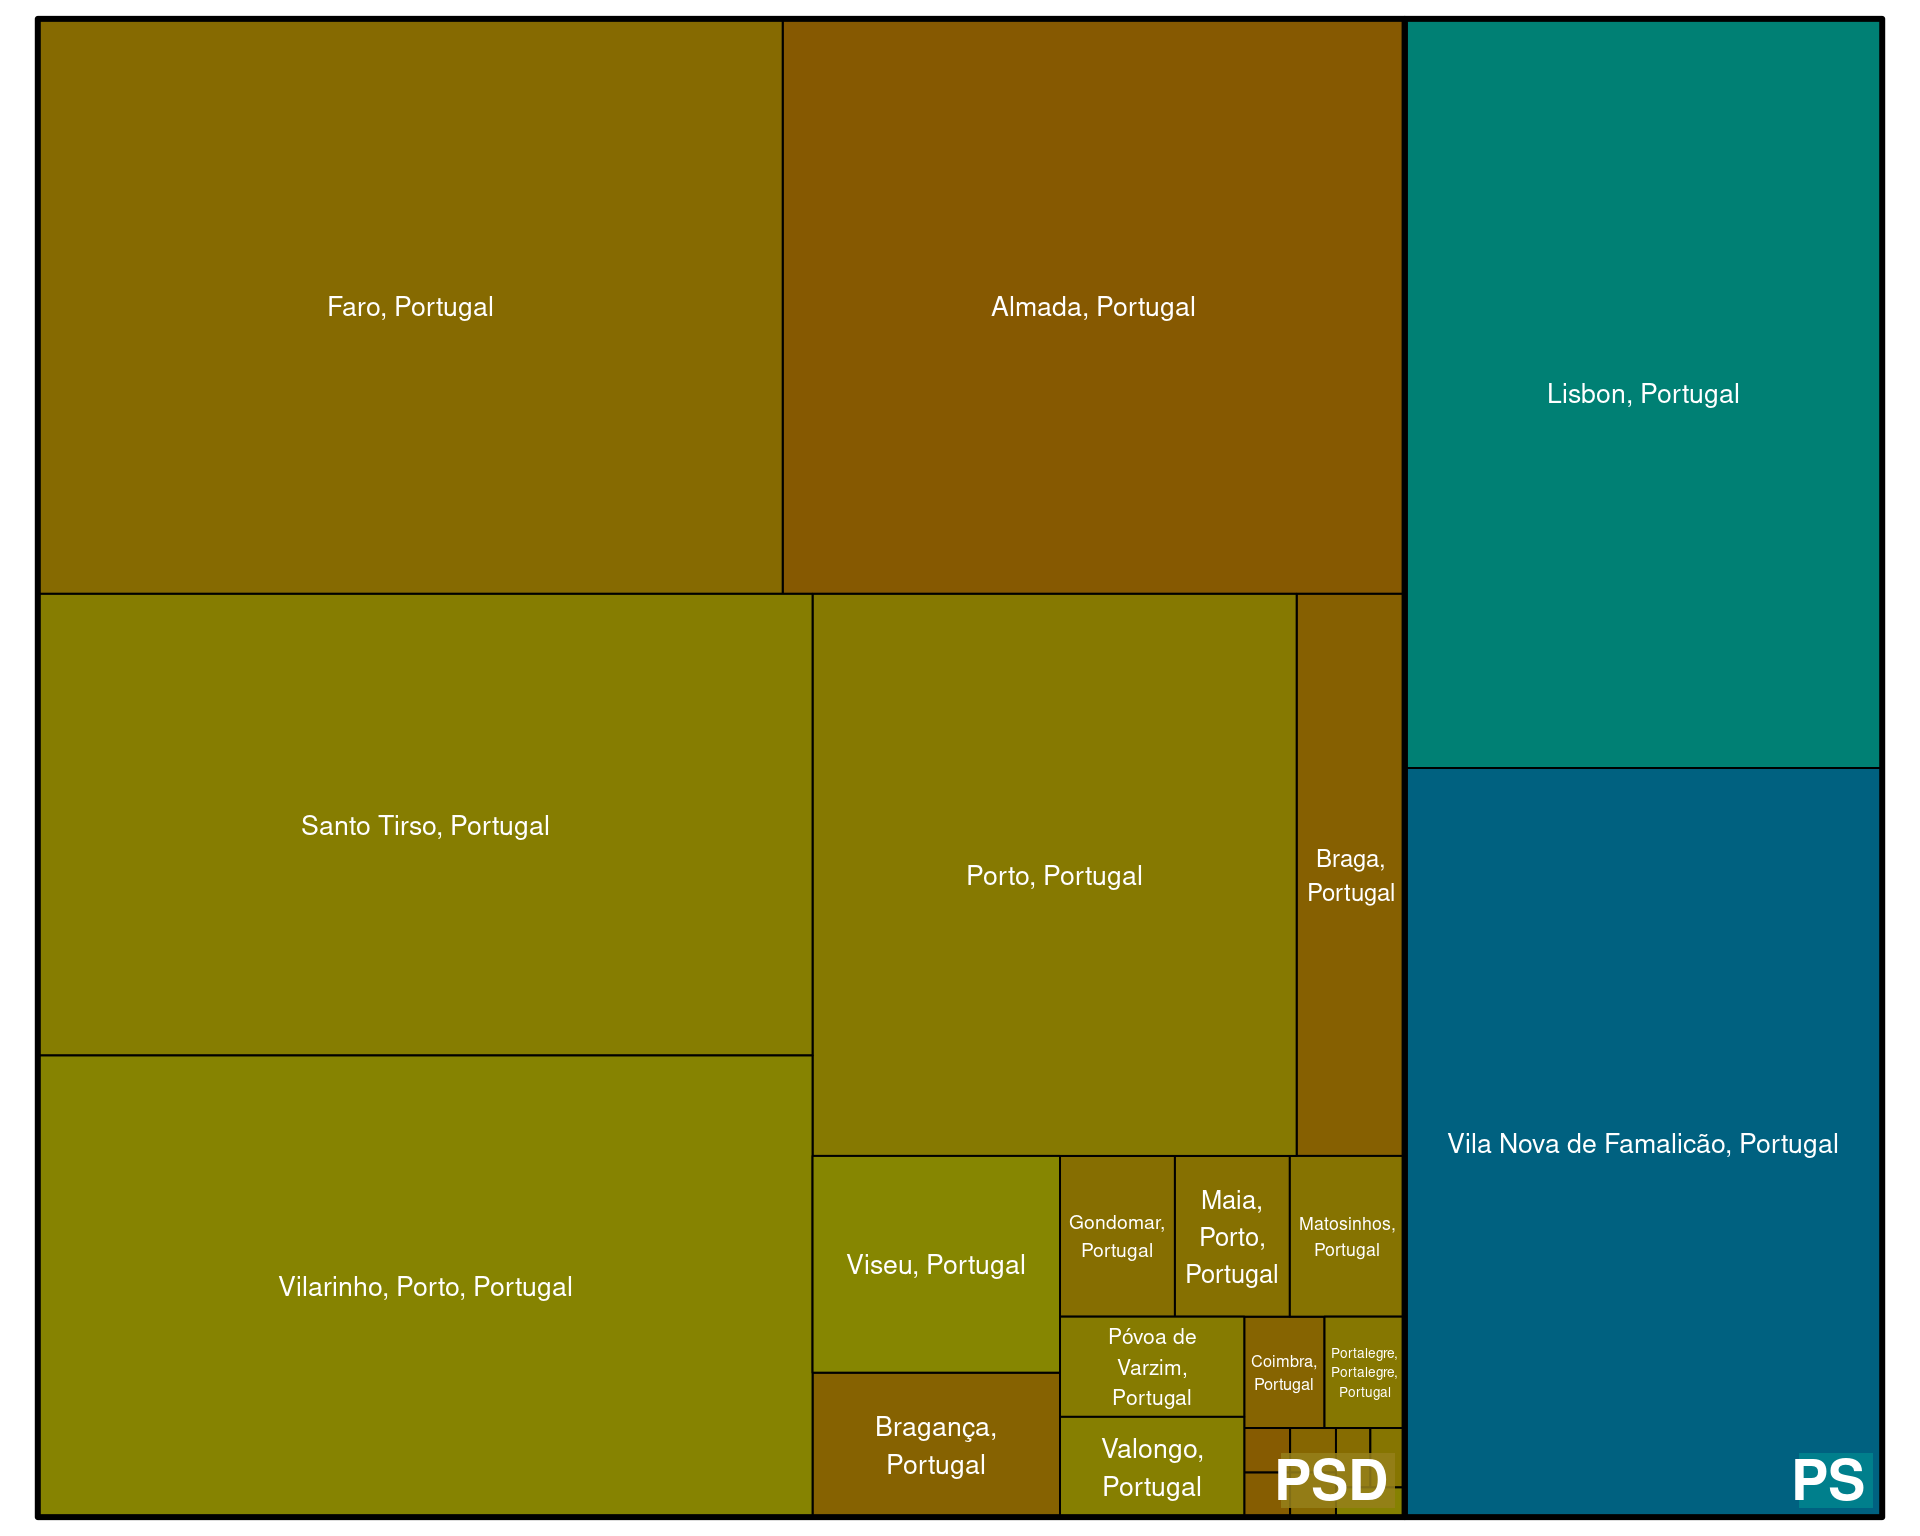 Faro, Portugal
Almada, Portugal
Lisbon, Portugal
Santo Tirso, Portugal
Porto, Portugal
Braga,
Portugal
Vila Nova de Famalicão, Portugal
Vilarinho, Porto, Portugal
Viseu, Portugal
Gondomar,
Portugal
Maia,
Porto,
Portugal
Matosinhos,
Portugal
Póvoa de
Varzim,
Portugal
Coimbra,
Portugal
Portalegre,
Portalegre,
Portugal
Bragança,
Portugal
Valongo,
Portugal
PSD
PS